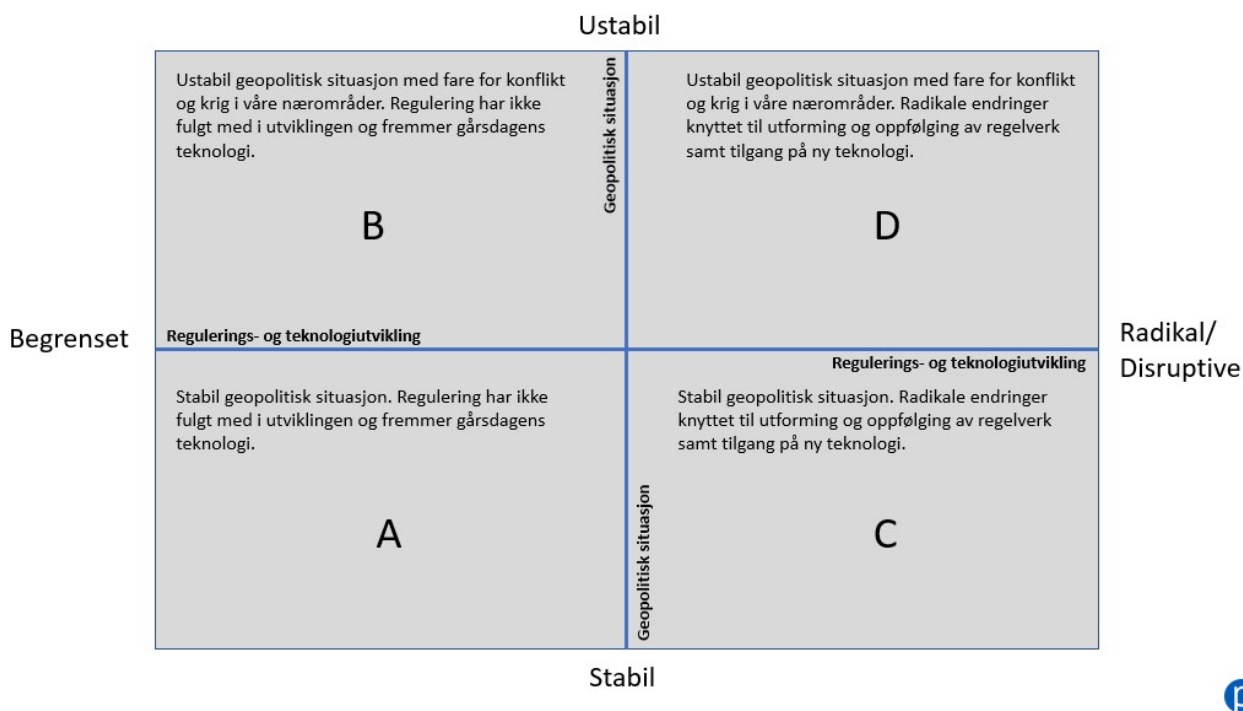 Ustabil
Ustabil geopolitisk situasjon med fare for konflikt
og krig i våre nærområder. Regulering har ikke
fulgt med i utviklingen og fremmer gårsdagens
teknologi.
B
Geopolitisk situasjon
Ustabil geopolitisk situasjon med fare for konflikt
og krig i våre nærområder. Radikale endringer
knyttet til utforming og oppfølging av regelverk
samt tilgang på ny teknologi.
D
Begrenset
Regulerings- og teknologiutvikling
Radikal/
Disruptive
Regulerings- og teknologiutvikling
Stabil geopolitisk situasjon. Regulering har ikke
fulgt med i utviklingen og fremmer gårsdagens
teknologi.
A
Stabil geopolitisk situasjon. Radikale endringer
knyttet til utforming og oppfølging av regelverk
samt tilgang på ny teknologi.
C
Geopolitisk situasjon
Stabil